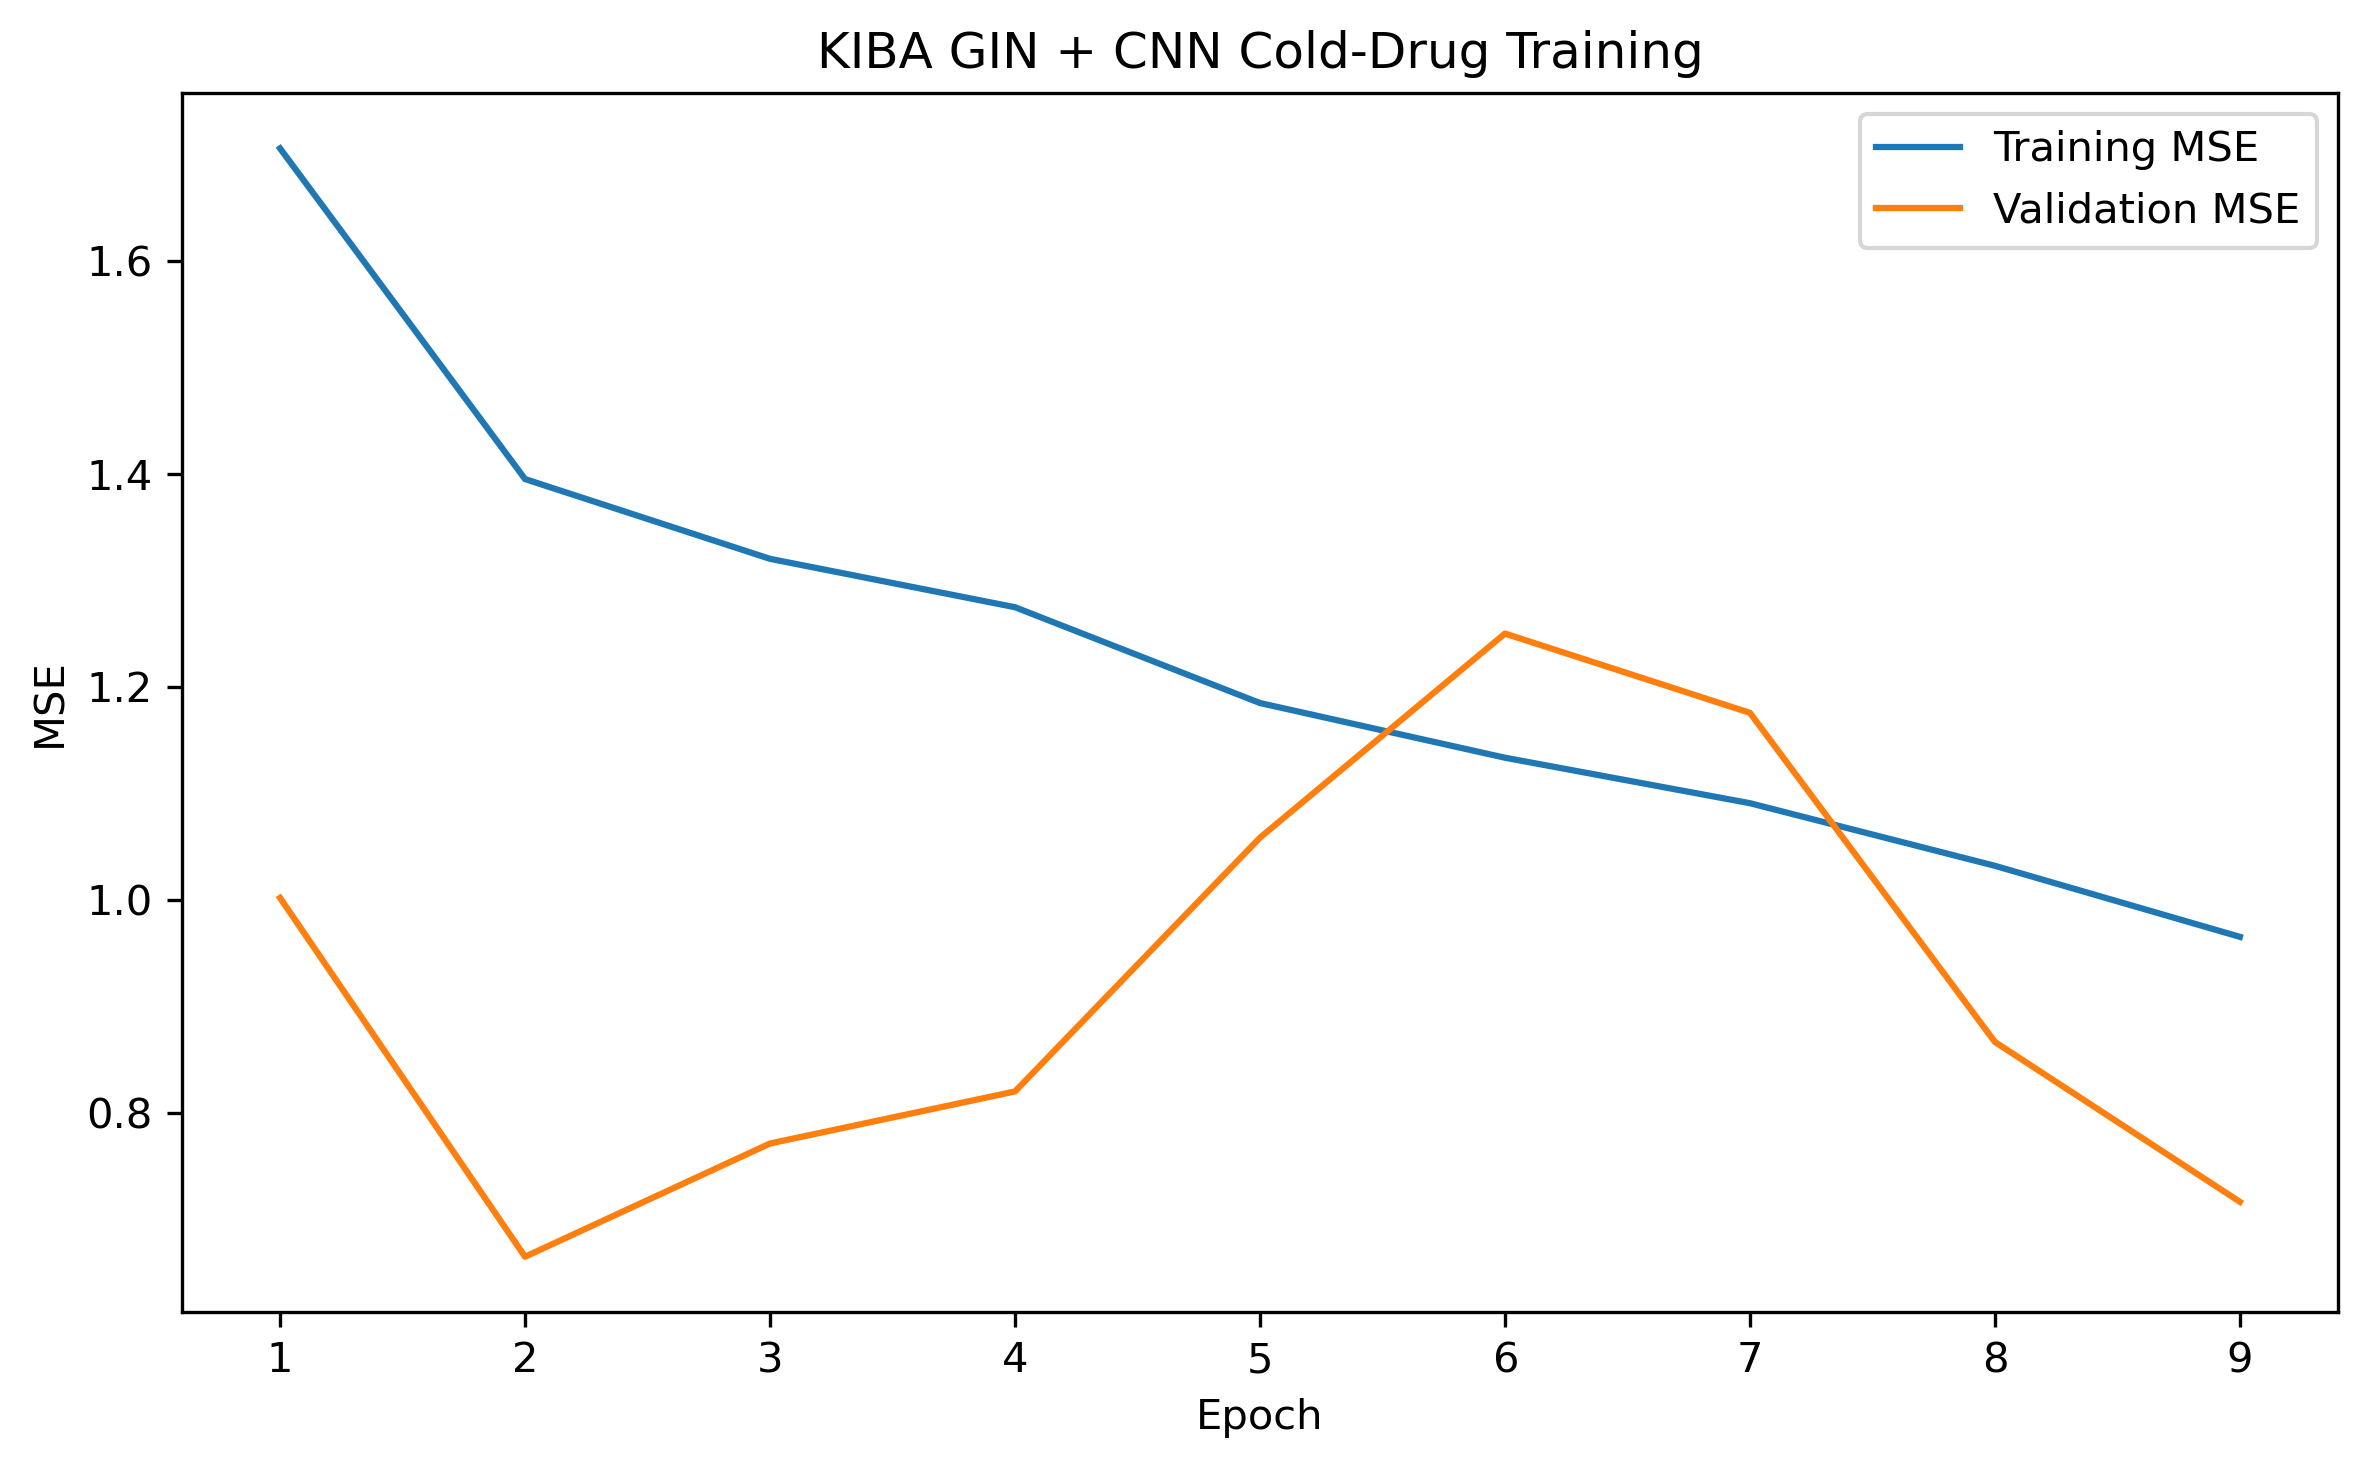 KIBA GIN + CNN Cold-Drug Training
Training MSE
Validation MSE
MSE
1.6
1.4
1.2
1.0
0.8
1 2 3 4 5 6 7 8 9
Epoch